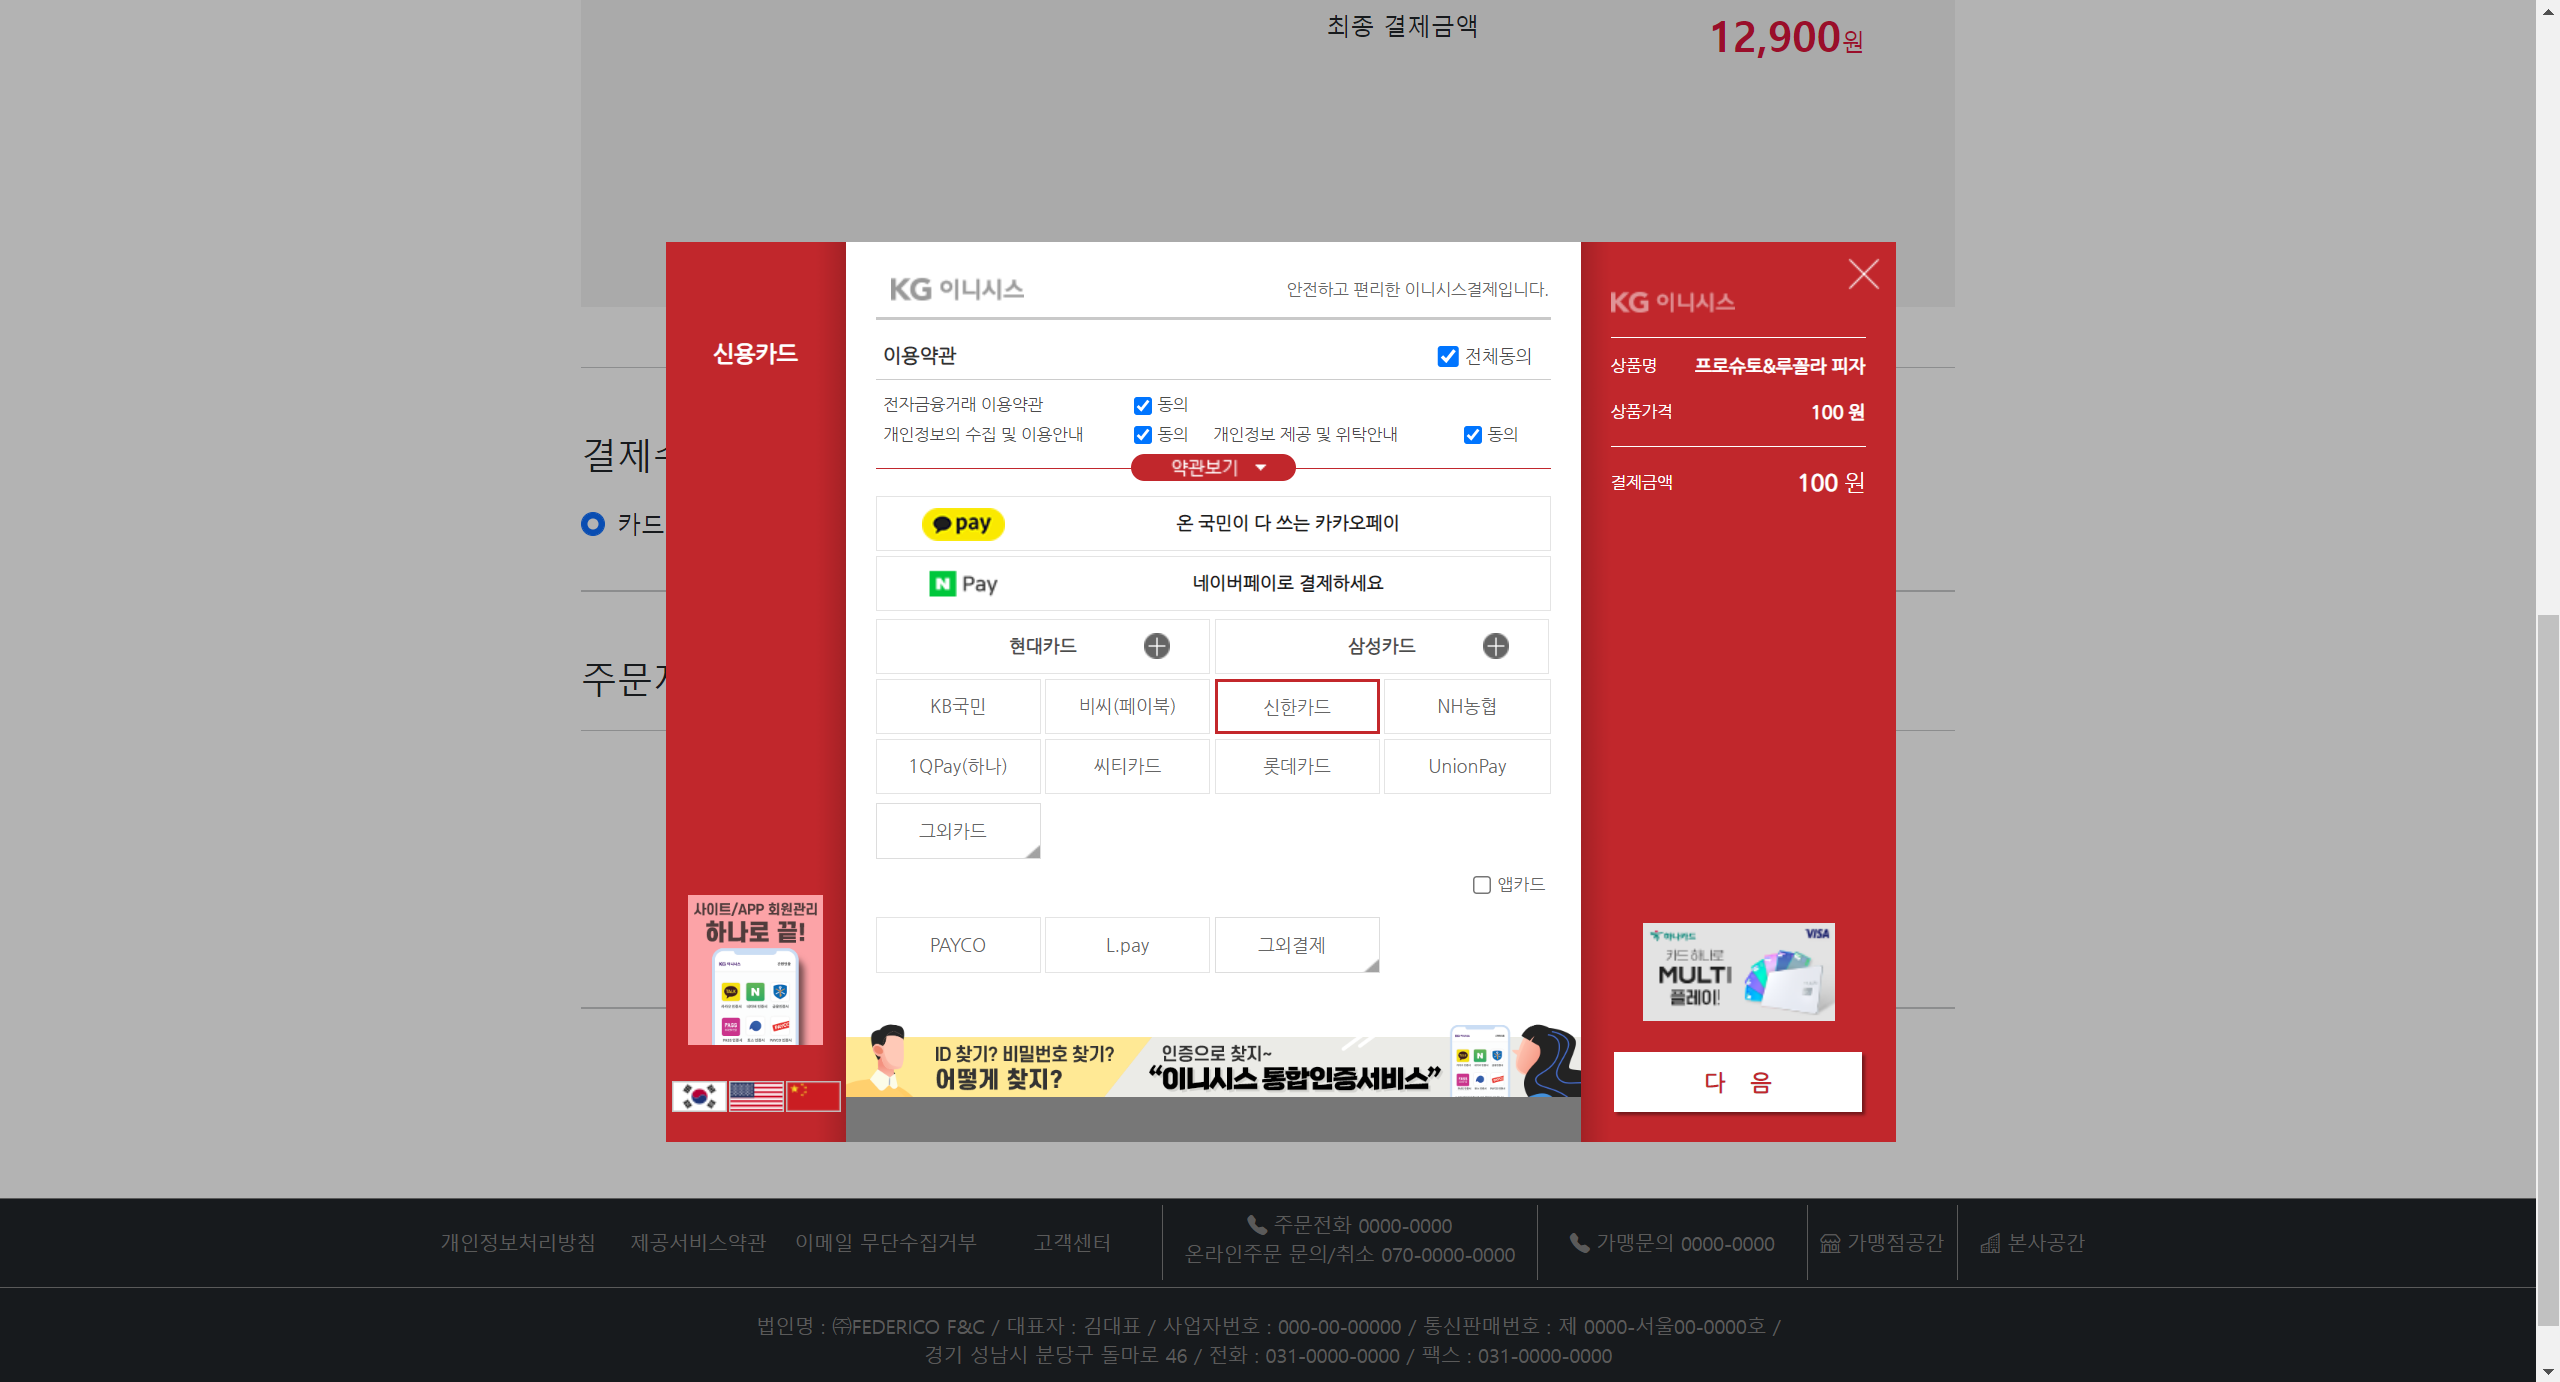 최종 결제금액
12,900원
결제수
카드
KG 이니시스
안전하고 편리한 이니시스결제입니다.
신용카드
이용약관
전체동의
전자금융거래 이용약관
동의
개인정보의 수집 및 이용안내
동의
개인정보 제공 및 위탁안내
동의
약관보기
pay
온 국민이 다 쓰는 카카오페이
N Pay
네이버페이로 결제하세요
현대카드
삼성카드
KB국민
비씨(페이북)
신한카드
NH농협
1QPay(하나)
씨티카드
롯데카드
UnionPay
그외카드
앱카드
PAYCO
L.pay
그외결제
KG 이니시스
상품명
프로슈토&루꼴라 피자
상품가격
100 원
결제금액
100 원
주문
사이트/APP 회원관리
하나로 끝!
KG 이니시스
ID 찾기? 비밀번호 찾기?
어떻게 찾지?
인증으로 찾지~
“이니시스 통합인증서비스”
하나카드
VISA
카드 하나로
MULTI
플레이!
다 음
개인정보처리방침
제공서비스약관
이메일 무단수집거부
고객센터
주문전화 0000-0000
온라인주문 문의/취소 070-0000-0000
가맹문의 0000-0000
가맹점공간
본사공간
법인명 : ㈜FEDERICO F&C / 대표자 : 김대표 / 사업자번호 : 000-00-00000 / 통신판매번호 : 제 0000-서울00-0000호 /
경기 성남시 분당구 돌마로 46 / 전화 : 031-0000-0000 / 팩스 : 031-0000-0000